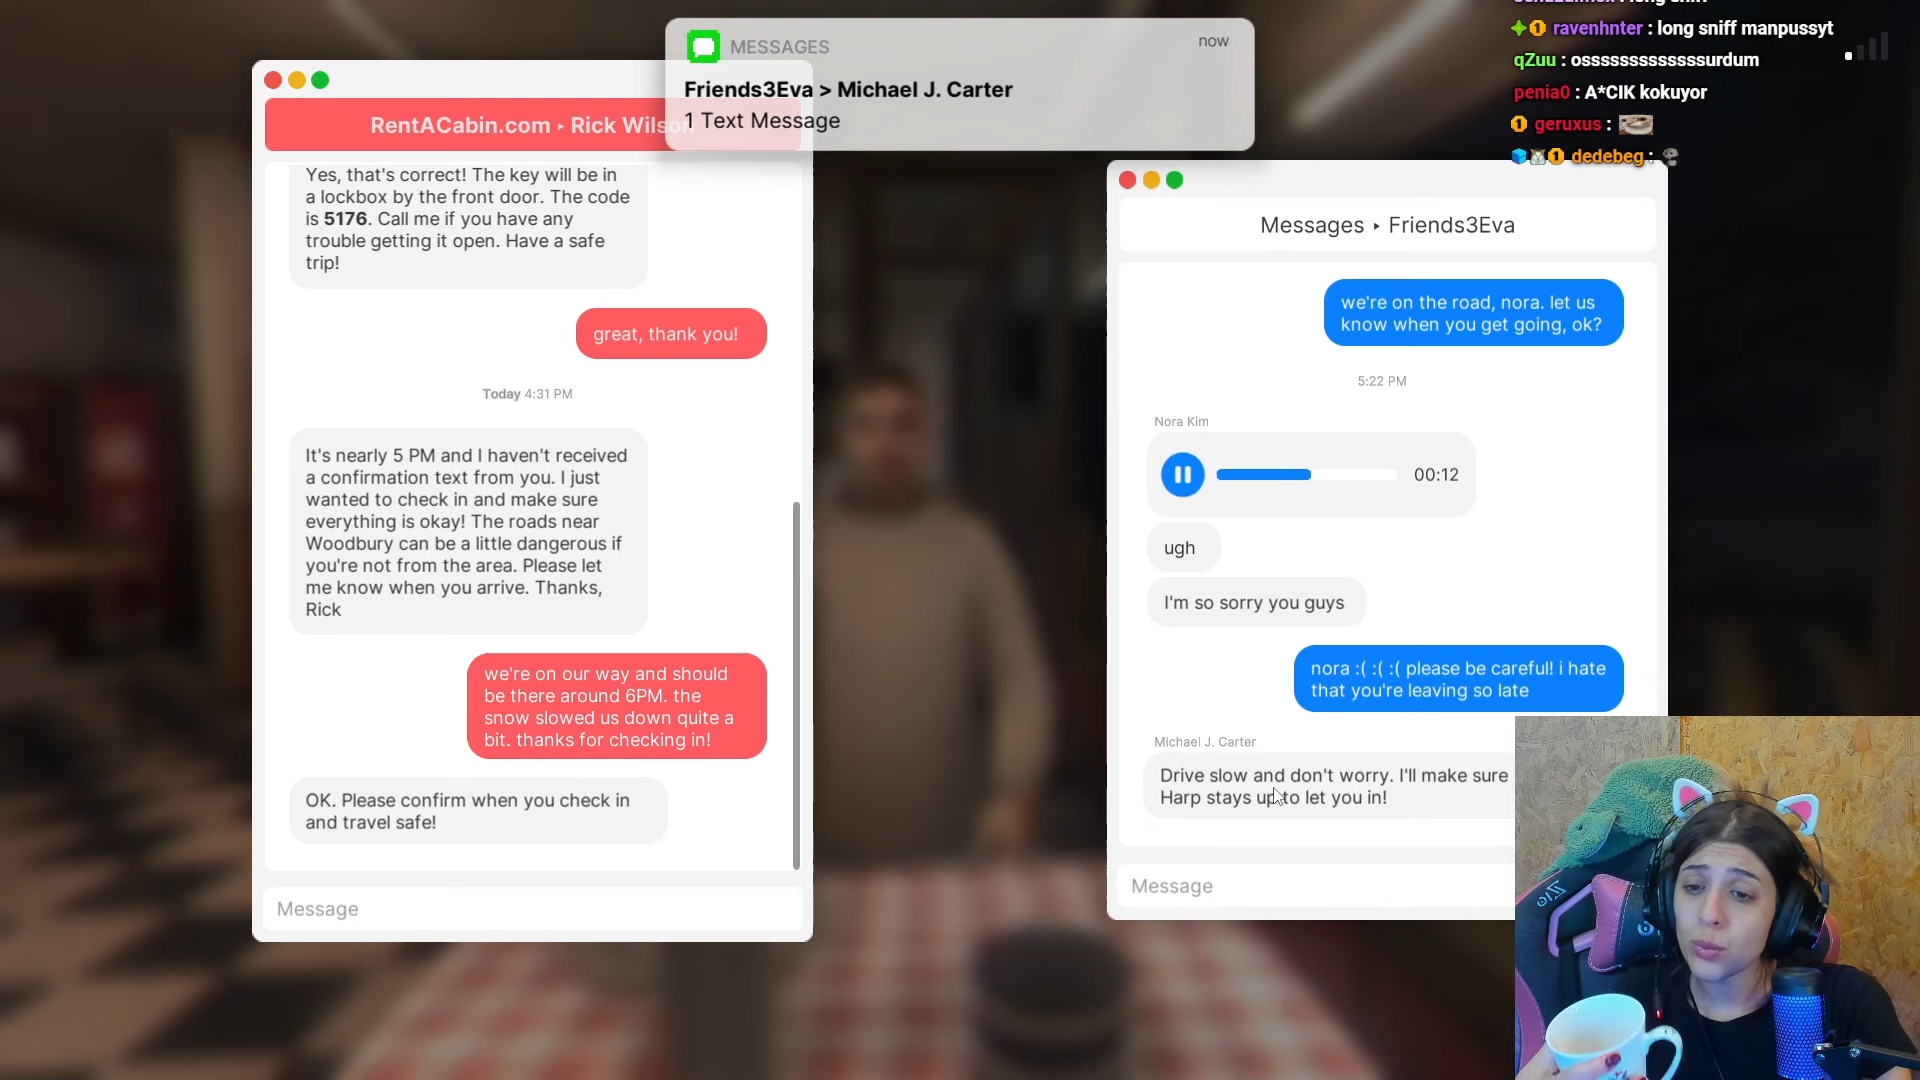 MESSAGES
now
Friends3Eva > Michael J. Carter
1 Text Message
RentACabin.com ▸ Rick Wilson
Yes, that's correct! The key will be in
a lockbox by the front door. The code
is 5176. Call me if you have any
trouble getting it open. Have a safe
trip!
great, thank you!
Today 4:31 PM
It's nearly 5 PM and I haven't received
a confirmation text from you. I just
wanted to check in and make sure
everything is okay! The roads near
Woodbury can be a little dangerous if
you're not from the area. Please let
me know when you arrive. Thanks,
Rick
we're on our way and should
be there around 6PM. the
snow slowed us down quite a
bit. thanks for checking in!
OK. Please confirm when you check in
and travel safe!
Message
Messages ▸ Friends3Eva
we're on the road, nora. let us
know when you get going, ok?
5:22 PM
Nora Kim
00:12
ugh
I'm so sorry you guys
nora :( :( :( please be careful! i hate
that you're leaving so late
Michael J. Carter
Drive slow and don't worry. I'll make sure
Harp stays up to let you in!
Message
ravenhnter : long sniff manpussyt
qZuu : osssssssssssssurdum
penia0 : A*CIK kokuyor
geruxus :
dedebeg :